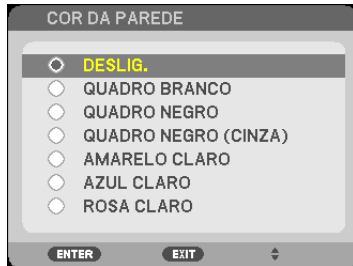 COR DA PAREDE
DESLIG.
QUADRO BRANCO
QUADRO NEGRO
QUADRO NEGRO (CINZA)
AMARELO CLARO
AZUL CLARO
ROSA CLARO
ENTER EXIT